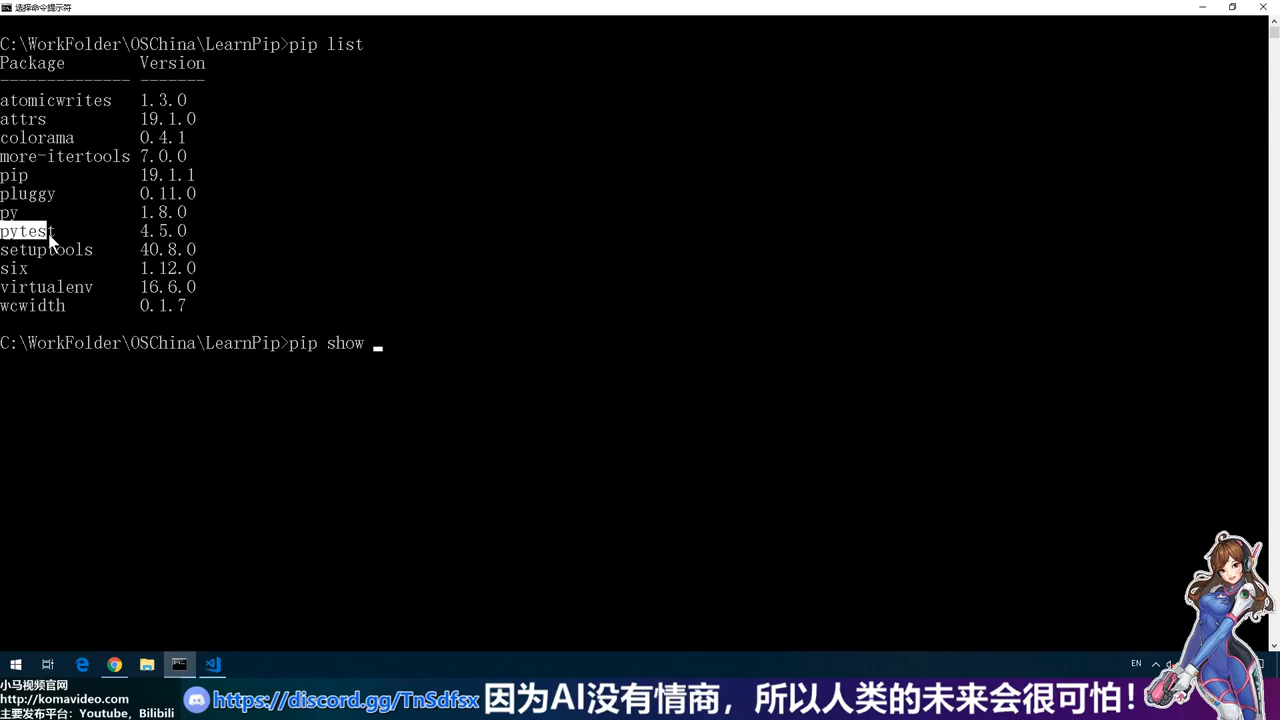 选择命令提示符
C:\WorkFolder\OSChina\LearnPip>pip list
Package Version
-------------- -------
atomicwrites 1.3.0
attrs 19.1.0
colorama 0.4.1
more-itertools 7.0.0
pip 19.1.1
pluggy 0.11.0
py 1.8.0
pytest 4.5.0
setuptools 40.8.0
six 1.12.0
virtualenv 16.6.0
wcwidth 0.1.7
C:\WorkFolder\OSChina\LearnPip>pip show
EN
小马视频官网
http://komavideo.com
主要发布平台：Youtube, Bilibili
https://discord.gg/TnSdfsx 因为AI没有情商，所以人类的未来会很可怕！